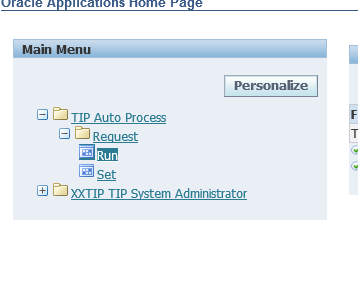 Oracle Applications Home Page
Main Menu
Personalize
TIP Auto Process
Request
Run
Set
XXTIP TIP System Administrator
F
T